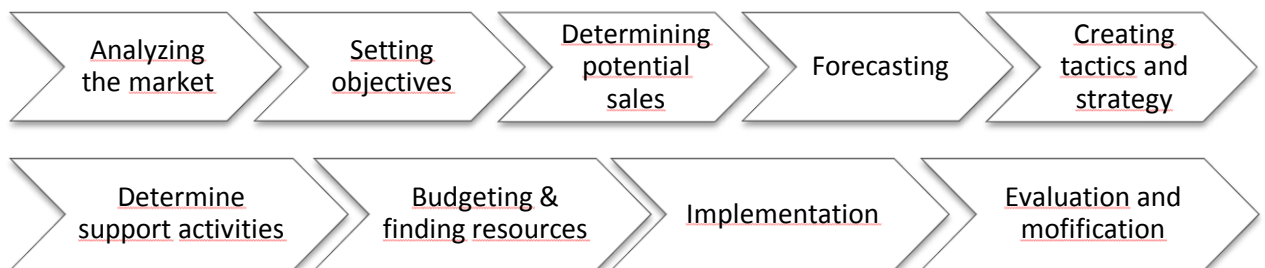 Analyzing
the market
Setting
objectives
Determining
potential
sales
Forecasting
Creating
tactics and
strategy
Determine
support activities
Budgeting &
finding resources
Implementation
Evaluation and
mofification